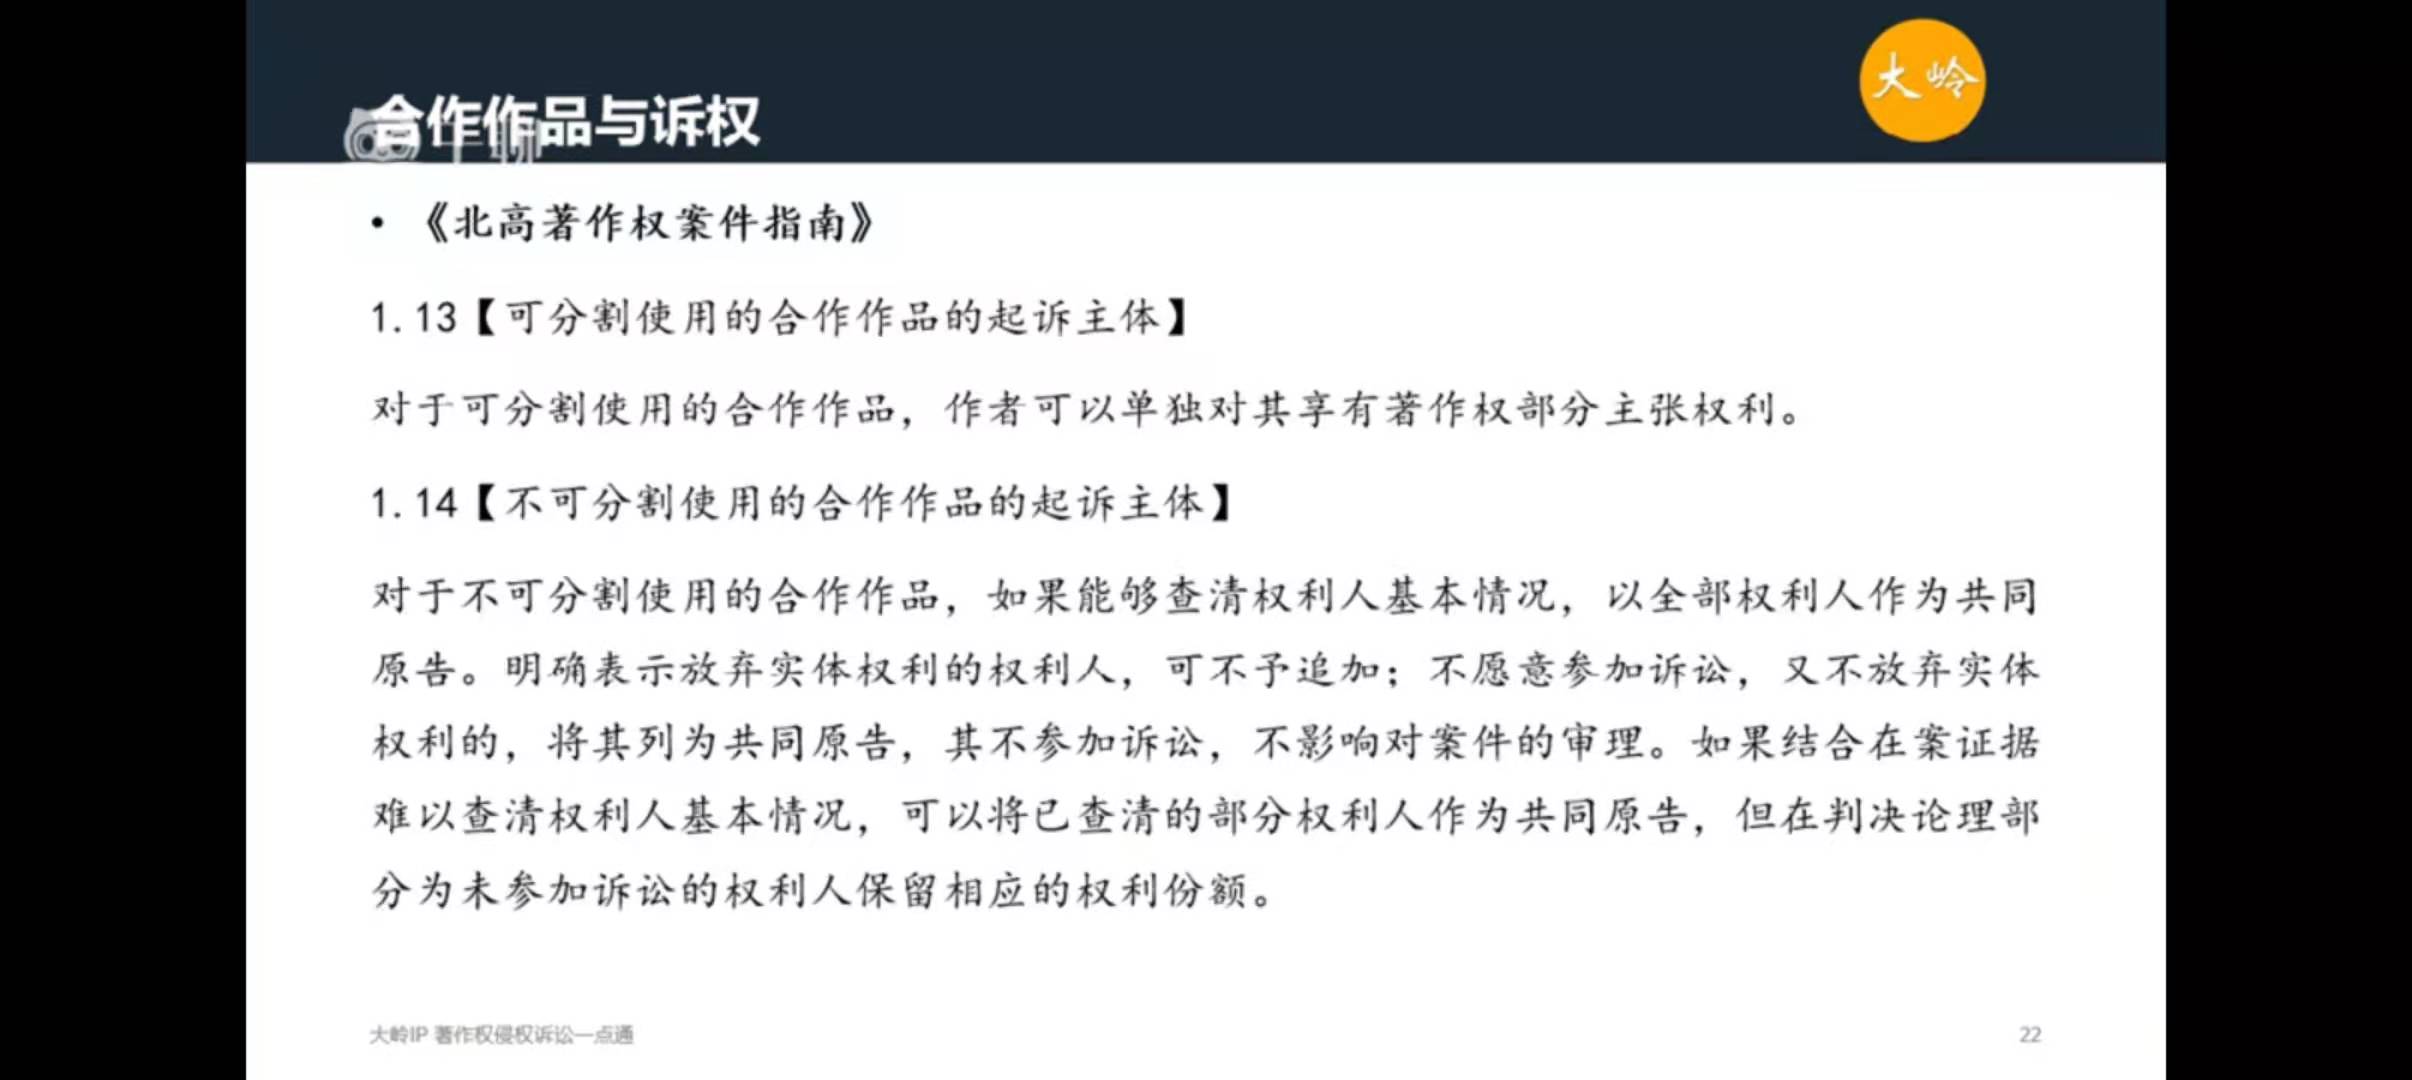 大岭
合作作品与诉权
千聊
• 《北高著作权案件指南》
1.13【可分割使用的合作作品的起诉主体】
对于可分割使用的合作作品，作者可以单独对其享有著作权部分主张权利。
1.14【不可分割使用的合作作品的起诉主体】
对于不可分割使用的合作作品，如果能够查清权利人基本情况，以全部权利人作为共同
原告。明确表示放弃实体权利的权利人，可不予追加；不愿意参加诉讼，又不放弃实体
权利的，将其列为共同原告，其不参加诉讼，不影响对案件的审理。如果结合在案证据
难以查清权利人基本情况，可以将已查清的部分权利人作为共同原告，但在判决论理部
分为未参加诉讼的权利人保留相应的权利份额。
大岭IP 著作权侵权诉讼一点通
22